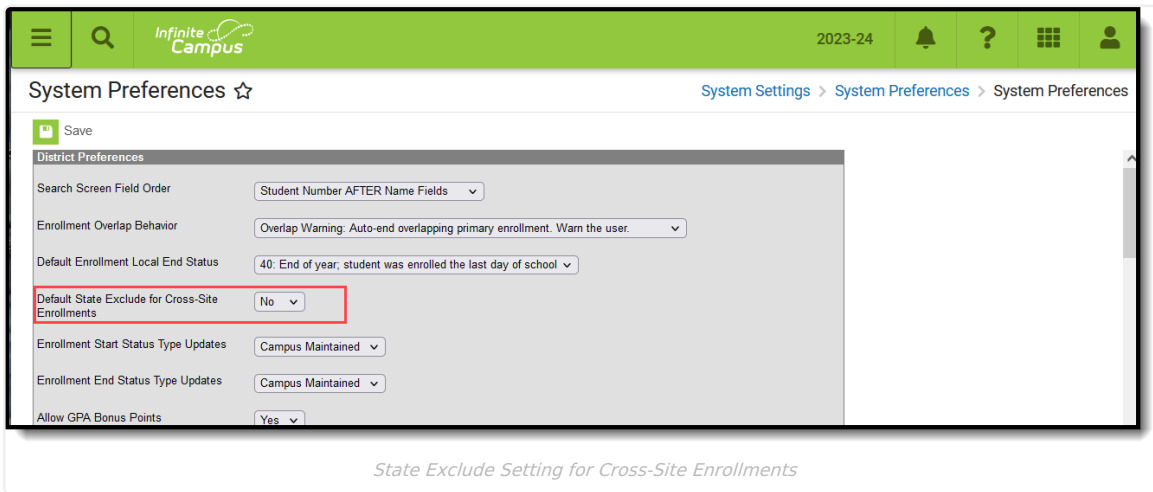 Infinite
Campus
2023-24
?
System Preferences
System Settings > System Preferences > System Preferences
Save
District Preferences
Search Screen Field Order
Student Number AFTER Name Fields
Enrollment Overlap Behavior
Overlap Warning: Auto-end overlapping primary enrollment. Warn the user.
Default Enrollment Local End Status
40: End of year; student was enrolled the last day of school
Default State Exclude for Cross-Site
Enrollments
No
Enrollment Start Status Type Updates
Campus Maintained
Enrollment End Status Type Updates
Campus Maintained
Allow GPA Bonus Points
Yes
State Exclude Setting for Cross-Site Enrollments